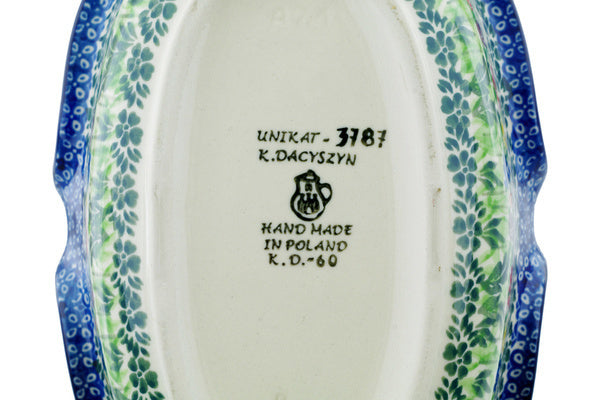 UNIKAT - 3787
K.DACYSZYN
HAND MADE
IN POLAND
K.D.-60